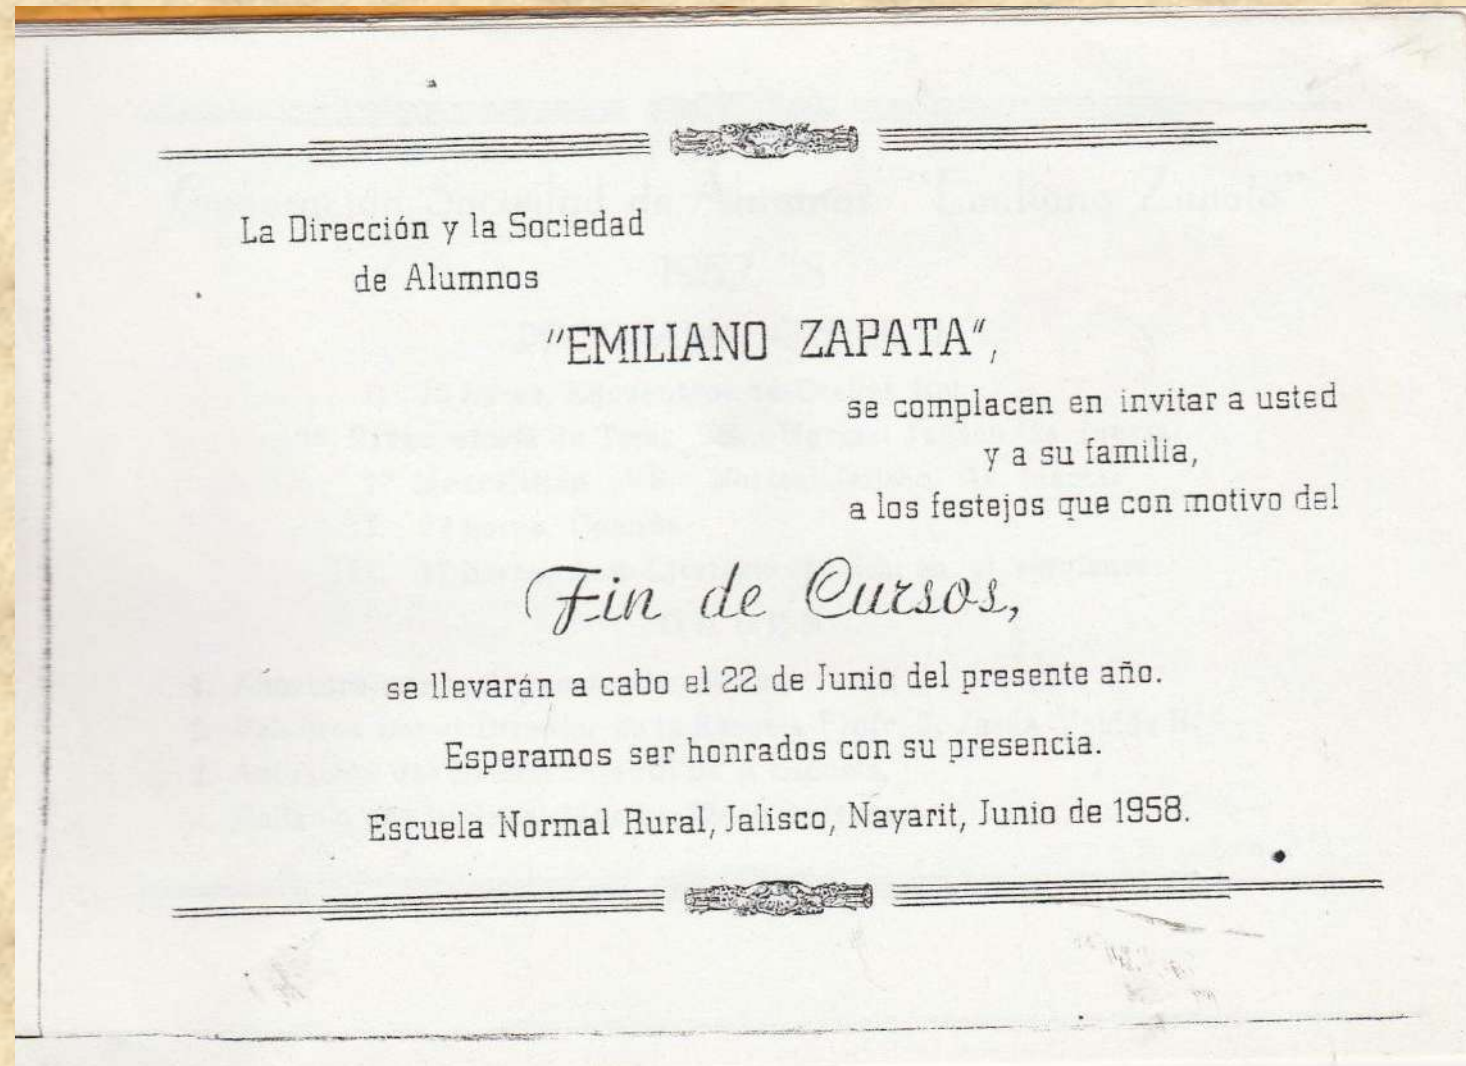 La Dirección y la Sociedad
de Alumnos
"EMILIANO ZAPATA",
se complacen en invitar a usted
y a su familia,
a los festejos que con motivo del
Fin de Cursos,
se llevarán a cabo el 22 de Junio del presente año.
Esperamos ser honrados con su presencia.
Escuela Normal Rural, Jalisco, Nayarit, Junio de 1958.